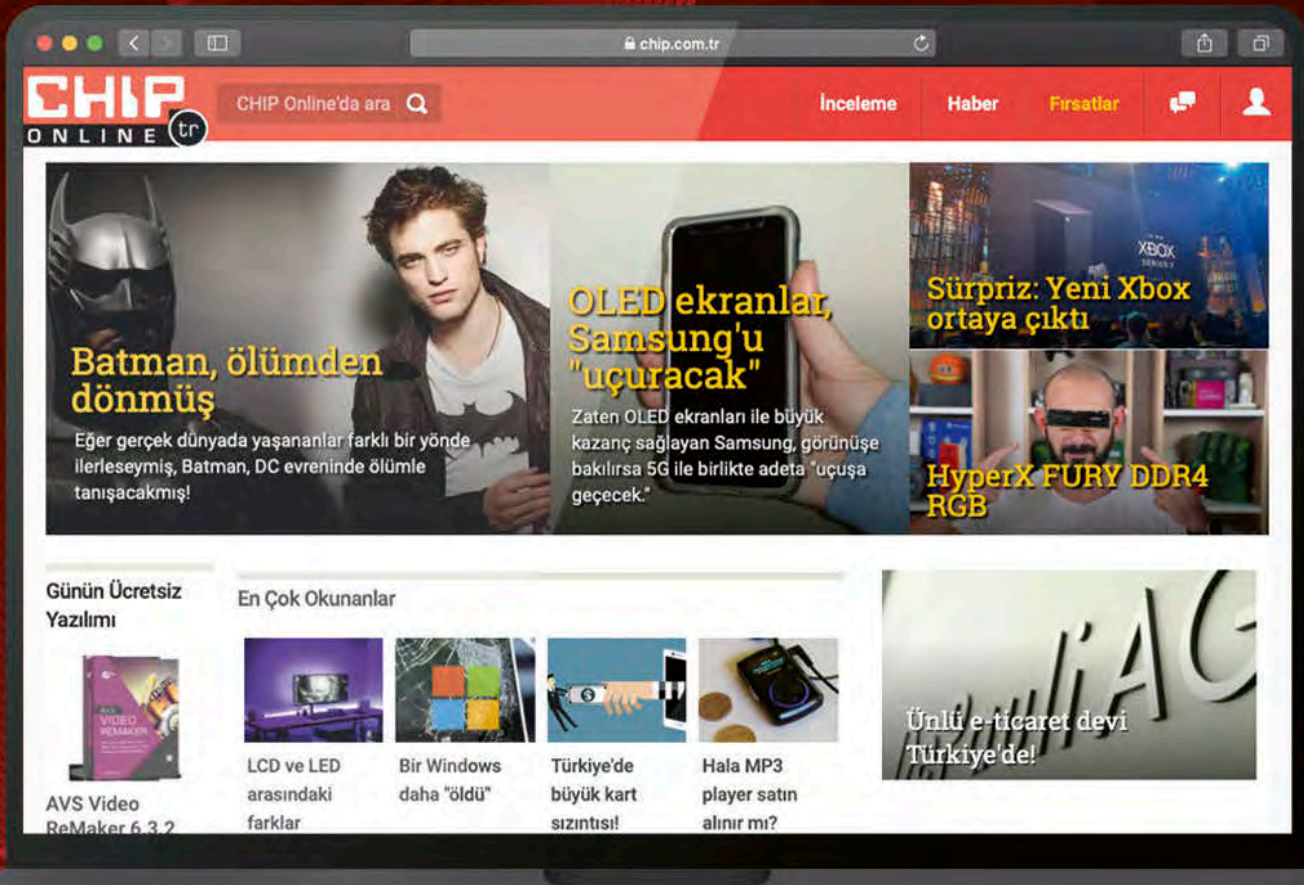 chip.com.tr
CHIP
ONLINE tr
CHIP Online'da ara
İnceleme
Haber
Fırsatlar
Batman, ölümden
dönmüş
Eğer gerçek dünyada yaşananlar farklı bir yönde
ilerleseymiş, Batman, DC evreninde ölümle
tanışacakmış!
OLED ekranlar,
Samsung'u
"uçuracak"
Zaten OLED ekranları ile büyük
kazanç sağlayan Samsung, görünüşe
bakılırsa 5G ile birlikte adeta "uçuşa
geçecek."
XBOX
SERIES X
Sürpriz: Yeni Xbox
ortaya çıktı
HyperX FURY DDR4
RGB
Günün Ücretsiz
Yazılımı
AVS
VIDEO
REMAKER
AVS Video
ReMaker 6.3.2
En Çok Okunanlar
LCD ve LED
arasındaki
farklar
Bir Windows
daha "öldü"
Türkiye'de
büyük kart
sızıntısı!
Hala MP3
player satın
alınır mı?
AG
Ünlü e-ticaret devi
Türkiye'de!